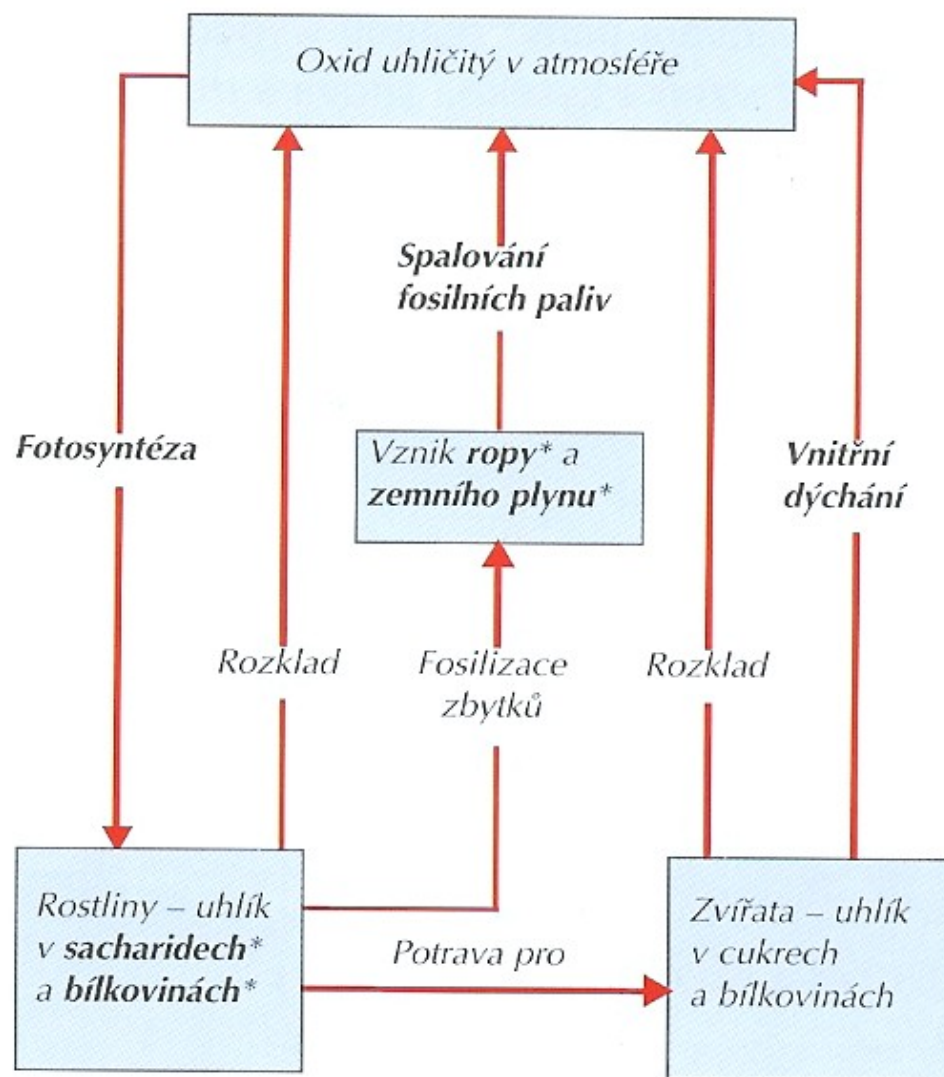 Oxid uhličitý v atmosféře
Spalování
fosilních paliv
Fotosyntéza
Vznik ropy* a
zemního plynu*
Vnitřní
dýchání
Rozklad
Fosilizace
zbytků
Rozklad
Rostliny – uhlík
v sacharidech*
a bílkovinách*
Potrava pro
Zvířata – uhlík
v cukrech
a bílkovinách